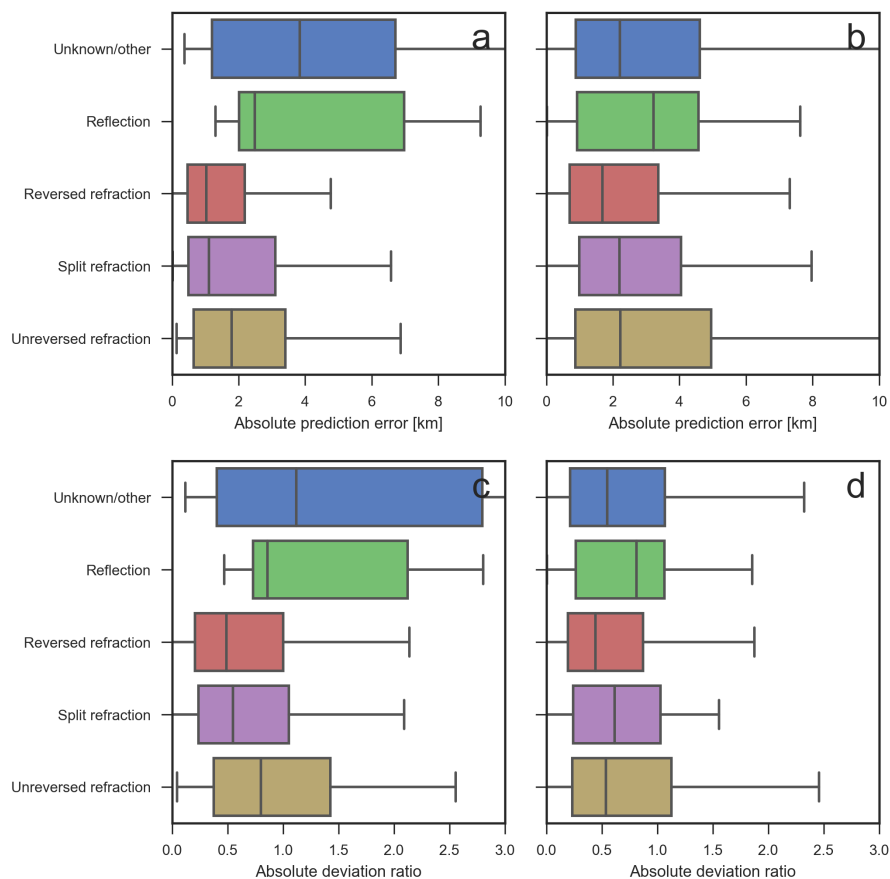 a
b
Unknown/other
Reflection
Reversed refraction
Split refraction
Unreversed refraction
0 2 4 6 8 10
0 2 4 6 8 10
Absolute prediction error [km]
Absolute prediction error [km]
c
d
Unknown/other
Reflection
Reversed refraction
Split refraction
Unreversed refraction
0.0 0.5 1.0 1.5 2.0 2.5 3.0
0.0 0.5 1.0 1.5 2.0 2.5 3.0
Absolute deviation ratio
Absolute deviation ratio